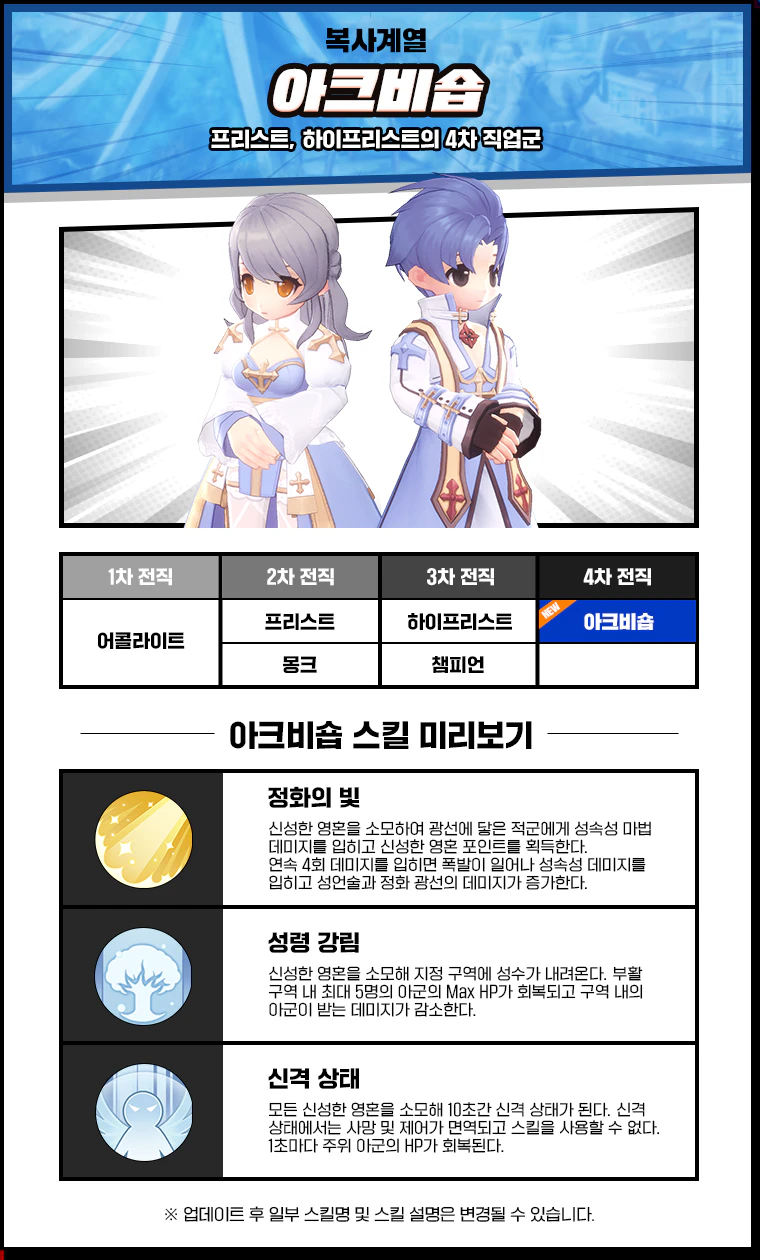 복사계열
아크비숍
프리스트, 하이프리스트의 4차 직업군
1차 전직 2차 전직 3차 전직 4차 전직
프리스트 하이프리스트 NEW 아크비숍
어콜라이트
몽크 챔피언
아크비숍 스킬 미리보기
정화의 빛
신성한 영혼을 소모하여 광선에 닿은 적군에게 성속성 마법
데미지를 입히고 신성한 영혼 포인트를 획득한다.
연속 4회 데미지를 입히면 폭발이 일어나 성속성 데미지를
입히고 성언술과 정화 광선의 데미지가 증가한다.
성령 강림
신성한 영혼을 소모해 지정 구역에 성수가 내려온다. 부활
구역 내 최대 5명의 아군의 Max HP가 회복되고 구역 내의
아군이 받는 데미지가 감소한다.
신격 상태
모든 신성한 영혼을 소모해 10초간 신격 상태가 된다. 신격
상태에서는 사망 및 제어가 면역되고 스킬을 사용할 수 없다.
1초마다 주위 아군의 HP가 회복된다.
※ 업데이트 후 일부 스킬명 및 스킬 설명은 변경될 수 있습니다.